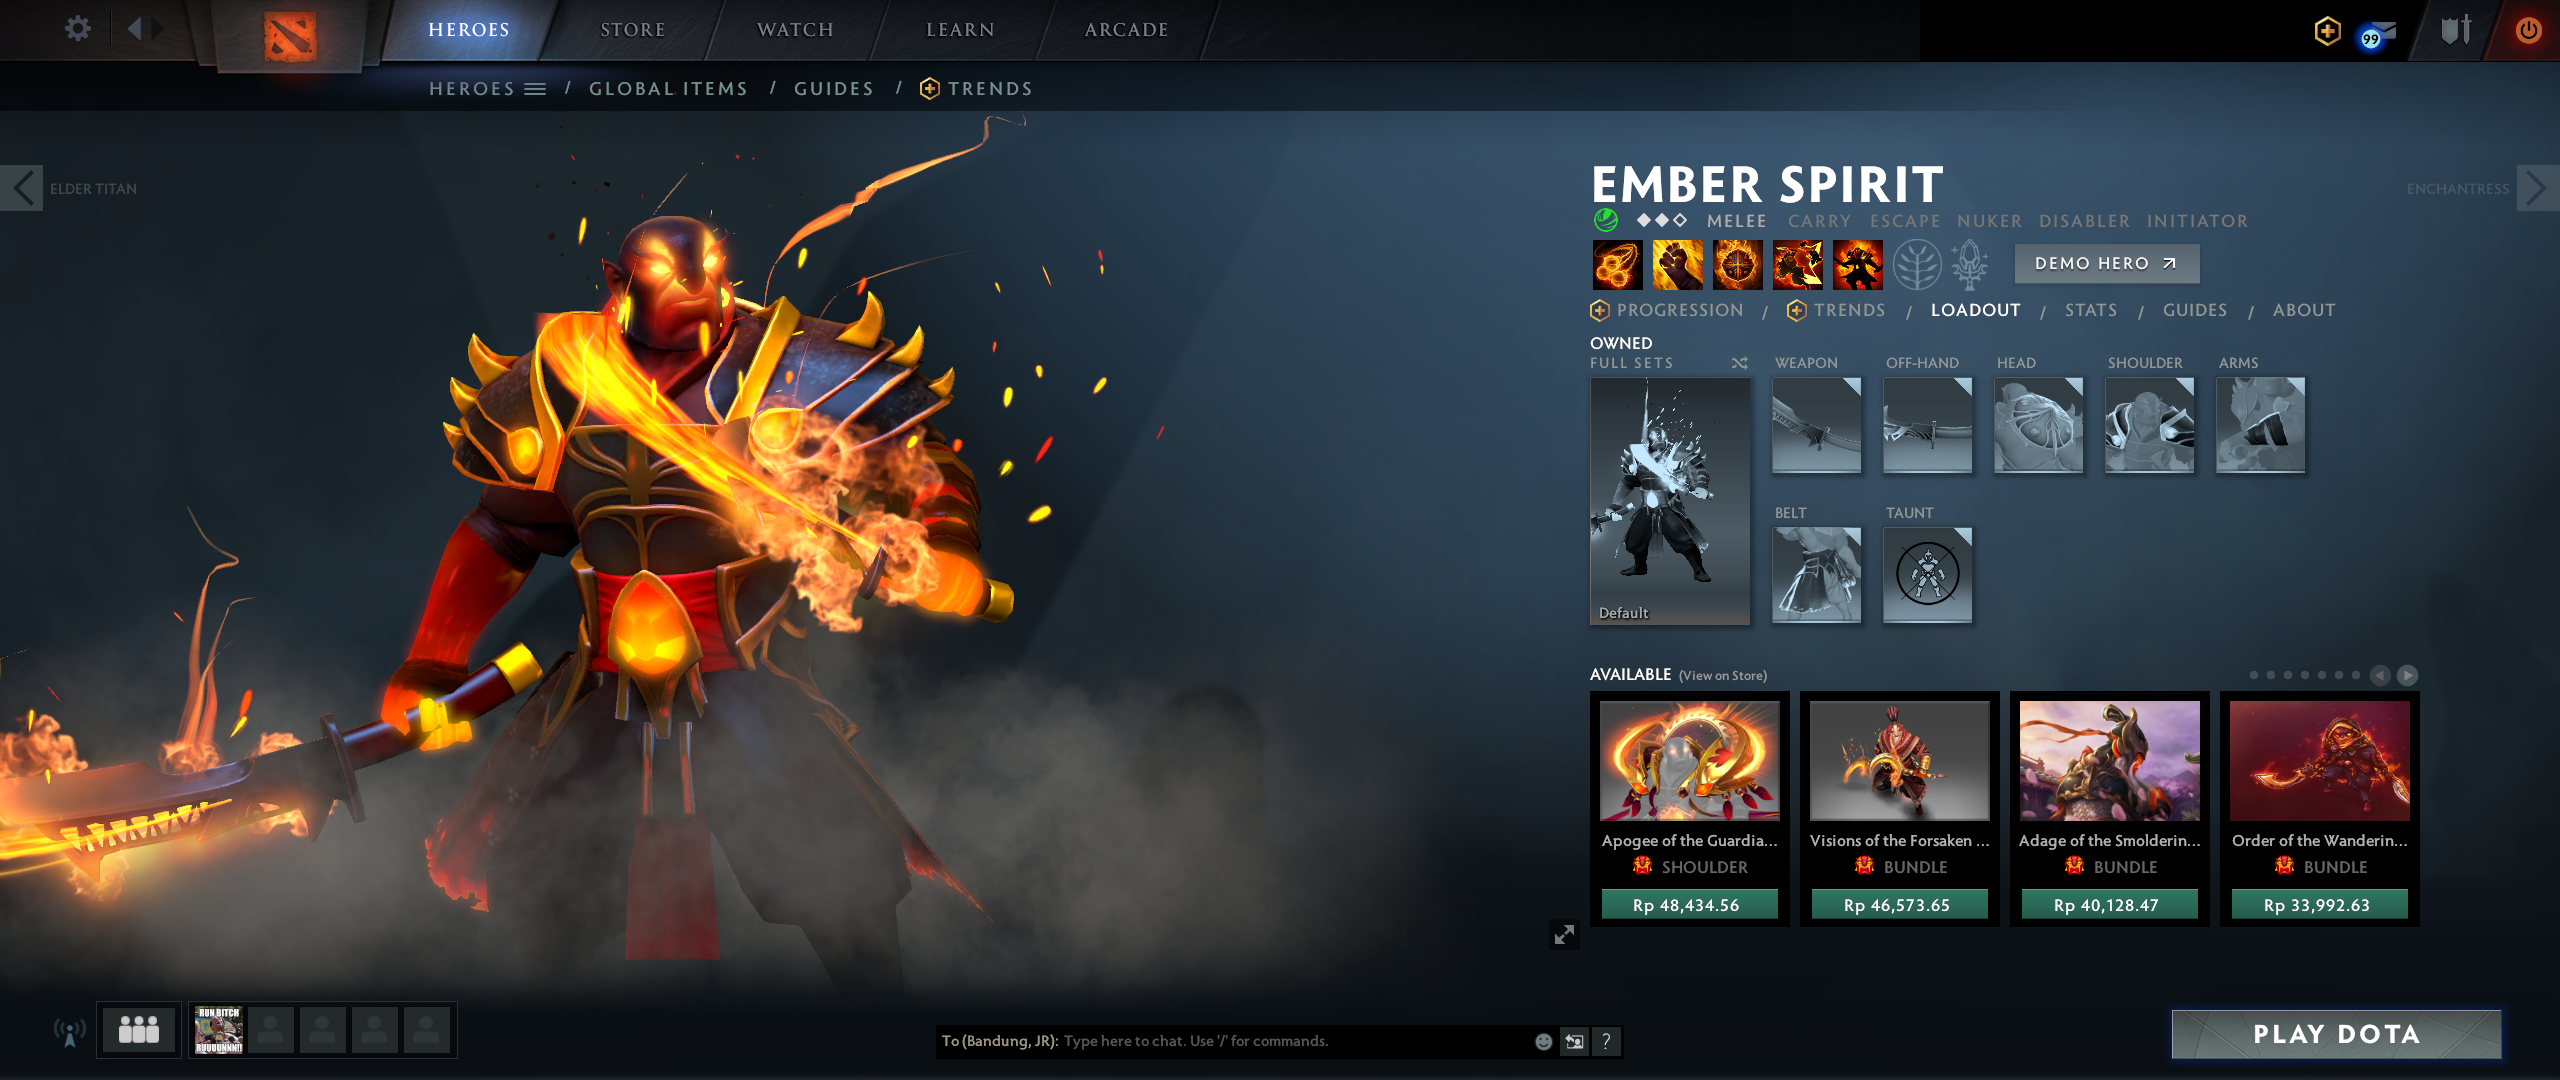 HEROES
STORE
WATCH
LEARN
ARCADE
99
HEROES / GLOBAL ITEMS / GUIDES / TRENDS
ELDER TITAN
ENCHANTRESS
EMBER SPIRIT
MELEE CARRY ESCAPE NUKER DISABLER INITIATOR
DEMO HERO
PROGRESSION / TRENDS / LOADOUT / STATS / GUIDES / ABOUT
OWNED
FULL SETS
WEAPON
OFF-HAND
HEAD
SHOULDER
ARMS
BELT
TAUNT
Default
AVAILABLE (View on Store)
Apogee of the Guardia...
SHOULDER
Rp 48,434.56
Visions of the Forsaken ...
BUNDLE
Rp 46,573.65
Adage of the Smolderin...
BUNDLE
Rp 40,128.47
Order of the Wanderin...
BUNDLE
Rp 33,992.63
RUN BITCH
RUUUUNNN!!
To (Bandung, JR): Type here to chat. Use '/' for commands.
?
PLAY DOTA